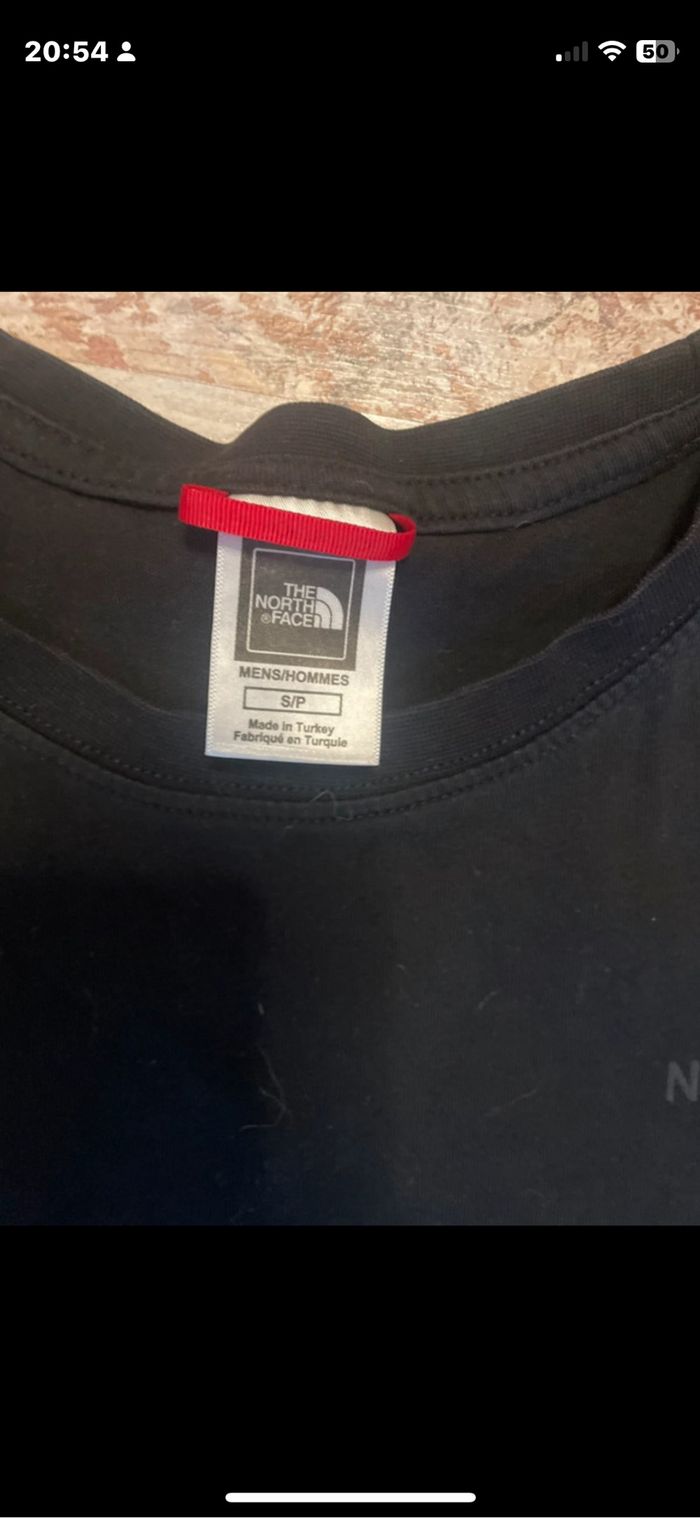 20:54
50
THE
NORTH
®FACE
MENS/HOMMES
S/P
Made in Turkey
Fabriqué en Turquie
N